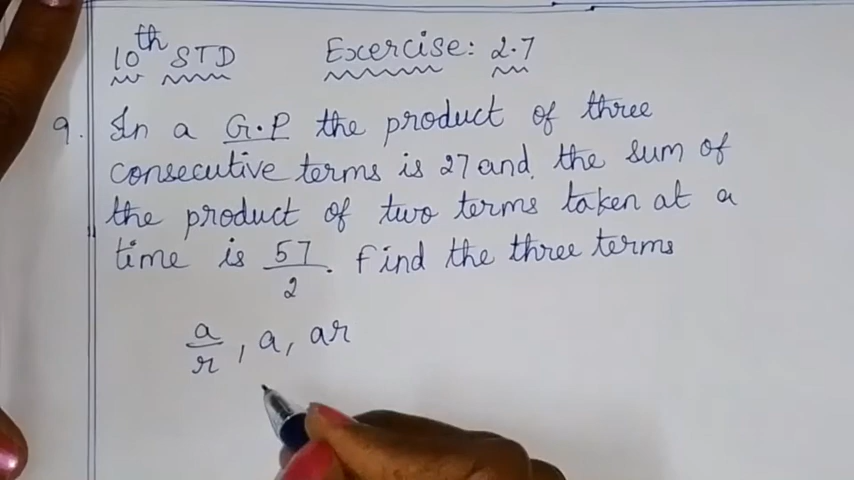 10th STD Exercise: 2.7
9. In a G.P the product of three
consecutive terms is 27 and the sum of
the product of two terms taken at a
time is 57/2. find the three terms
a/r, a, ar